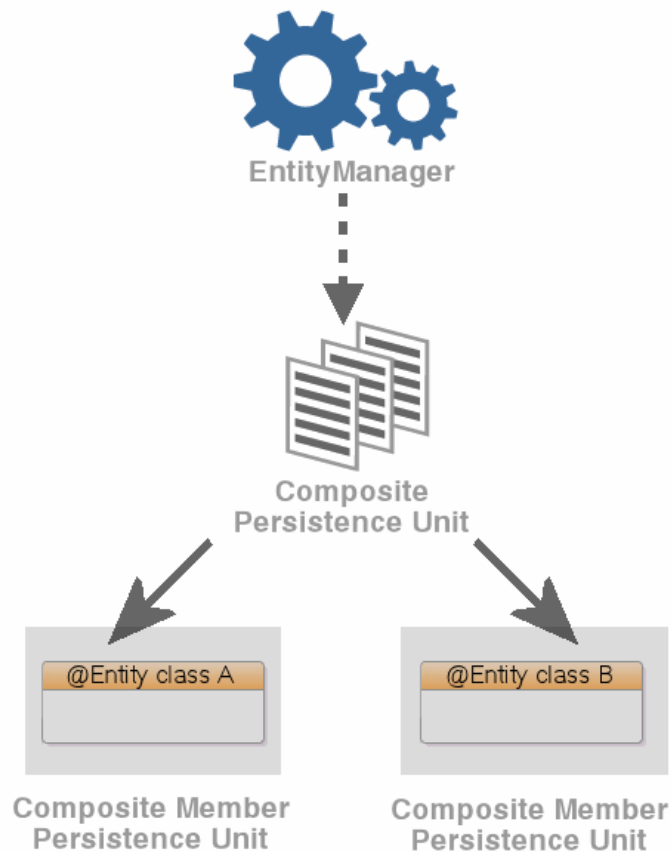 EntityManager
Composite
Persistence Unit
@Entity class A
@Entity class B
Composite Member
Persistence Unit
Composite Member
Persistence Unit